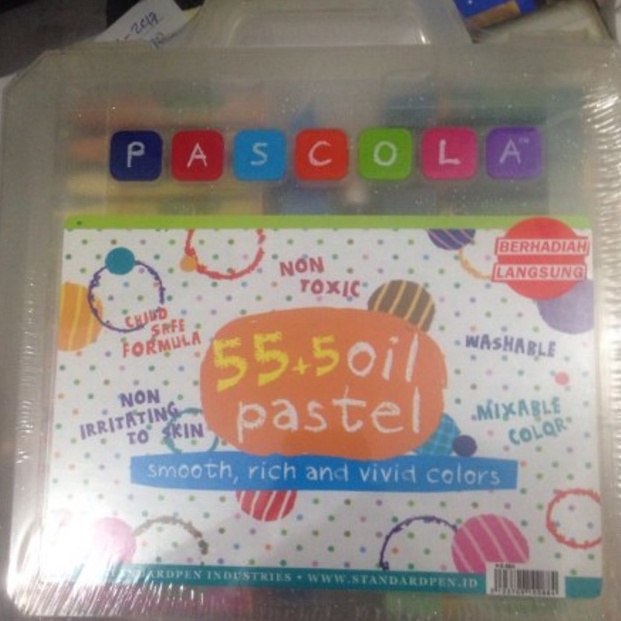 PASCOLA™
BERHADIAH
LANGSUNG
NON
TOXIC
CHILD
SAFE
FORMULA
55+5 oil
pastel
WASHABLE
NON
IRRITATING
TO SKIN
MIXABLE
COLOR
smooth, rich and vivid colors
STANDARDPEN INDUSTRIES • WWW.STANDARDPEN.ID